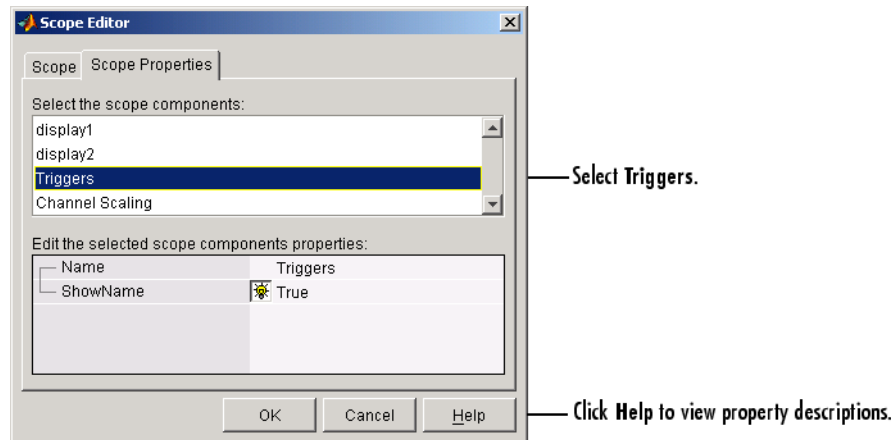 Scope Editor
Scope Scope Properties
Select the scope components:
display1
display2
Triggers
Select Triggers.
Channel Scaling
Edit the selected scope components properties:
Name Triggers
ShowName True
OK Cancel Help
Click Help to view property descriptions.